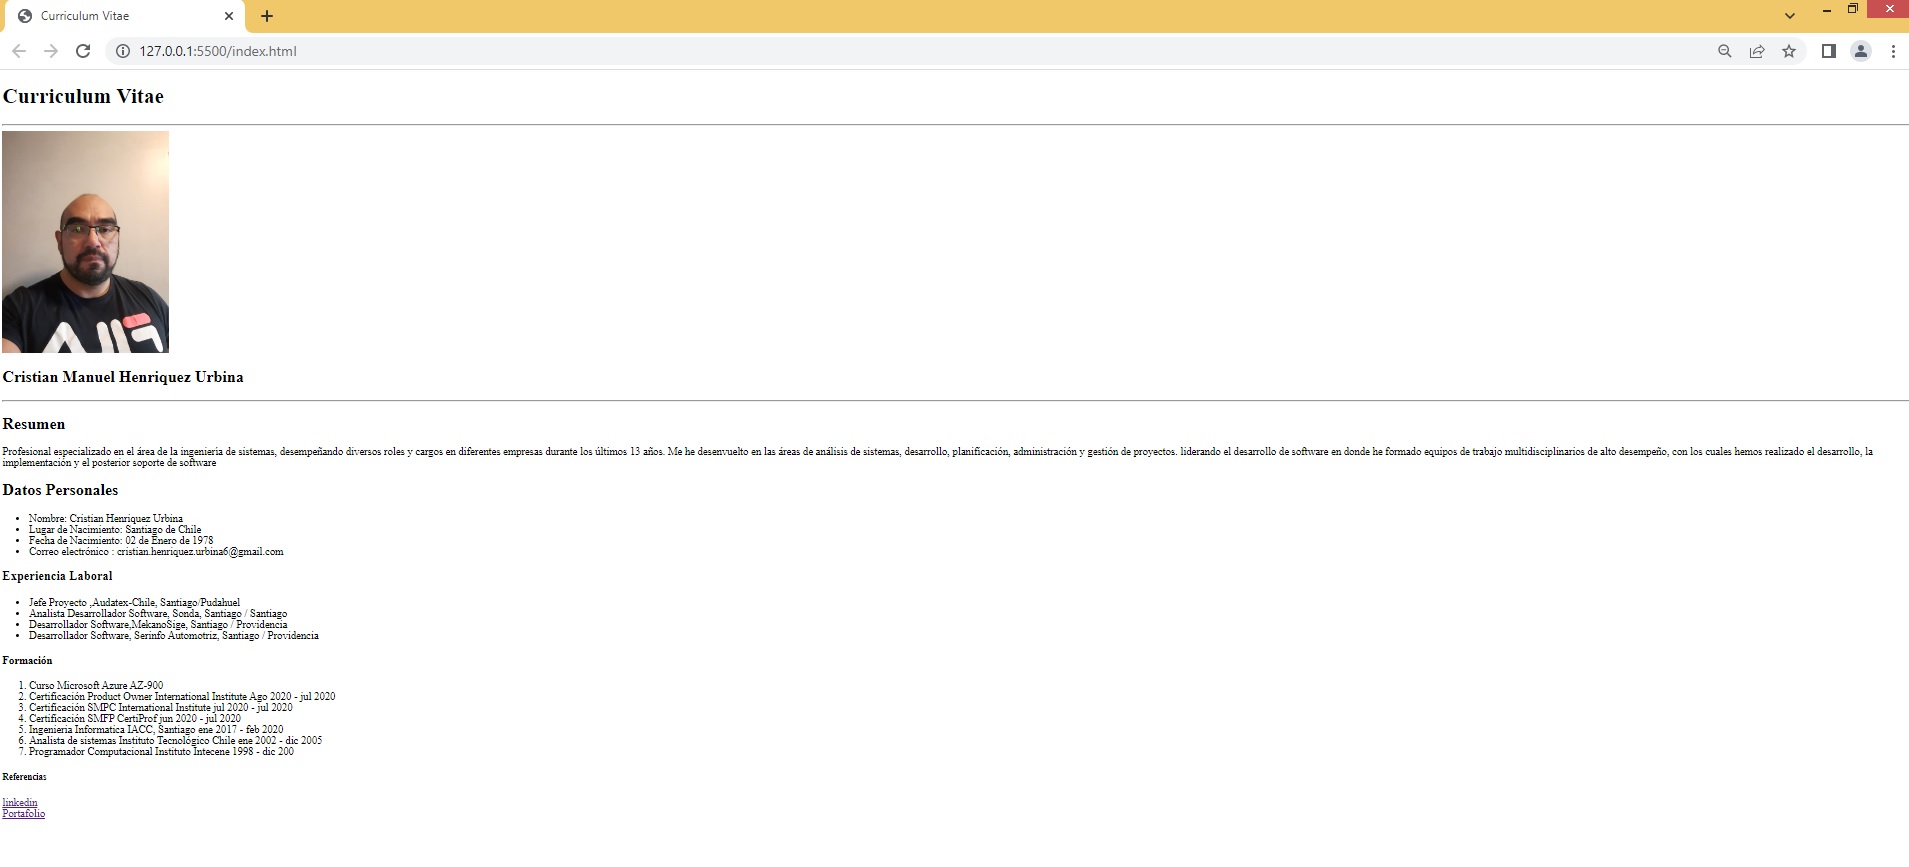 Curriculum Vitae
127.0.0.1:5500/index.html
Curriculum Vitae
FILA
Cristian Manuel Henriquez Urbina
Resumen
Profesional especializado en el área de la ingenieria de sistemas, desempeñando diversos roles y cargos en diferentes empresas durante los últimos 13 años. Me he desenvuelto en las áreas de análisis de sistemas, desarrollo, planificación, administración y gestión de proyectos. liderando el desarrollo de software en donde he formado equipos de trabajo multidisciplinarios de alto desempeño, con los cuales hemos realizado el desarrollo, la
implementación y el posterior soporte de software
Datos Personales
• Nombre: Cristian Henriquez Urbina
• Lugar de Nacimiento: Santiago de Chile
• Fecha de Nacimiento: 02 de Enero de 1978
• Correo electrónico : cristian.henriquez.urbina6@gmail.com
Experiencia Laboral
• Jefe Proyecto ,Audatex-Chile, Santiago/Pudahuel
• Analista Desarrollador Software, Sonda, Santiago / Santiago
• Desarrollador Software,MekanoSige, Santiago / Providencia
• Desarrollador Software, Serinfo Automotriz, Santiago / Providencia
Formación
1. Curso Microsoft Azure AZ-900
2. Certificación Product Owner International Institute Ago 2020 - jul 2020
3. Certificación SMPC International Institute jul 2020 - jul 2020
4. Certificación SMFP CertiProf jun 2020 - jul 2020
5. Ingenieria Informatica IACC, Santiago ene 2017 - feb 2020
6. Analista de sistemas Instituto Tecnológico Chile ene 2002 - dic 2005
7. Programador Computacional Instituto Intecene 1998 - dic 200
Referencias
linkedin
Portafolio